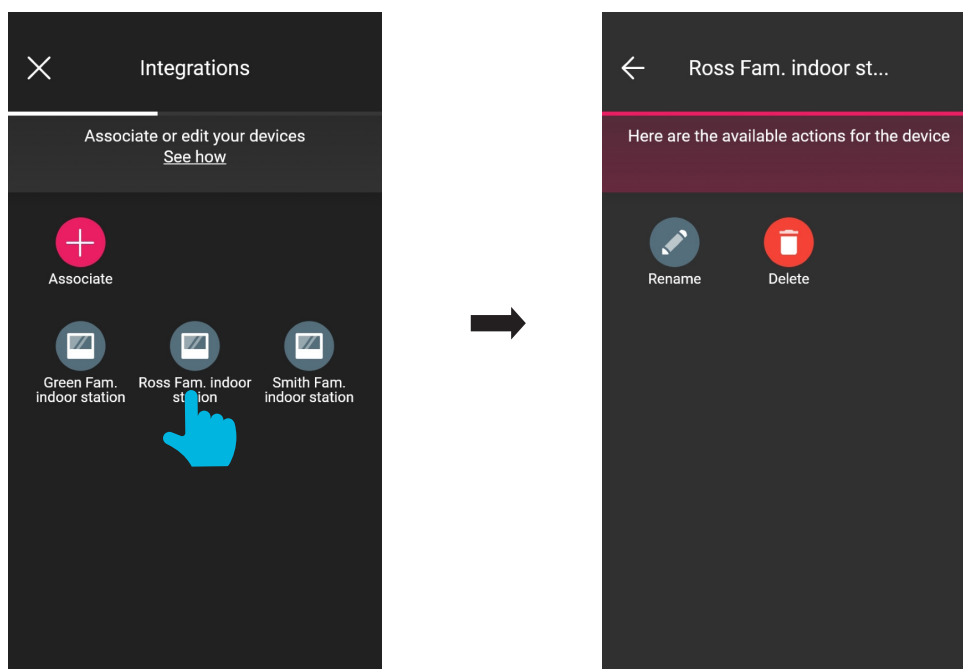 Integrations
Associate or edit your devices
See how
Associate
Green Fam.
indoor station
Ross Fam. indoor
station
Smith Fam.
indoor station
Ross Fam. indoor st...
Here are the available actions for the device
Rename
Delete